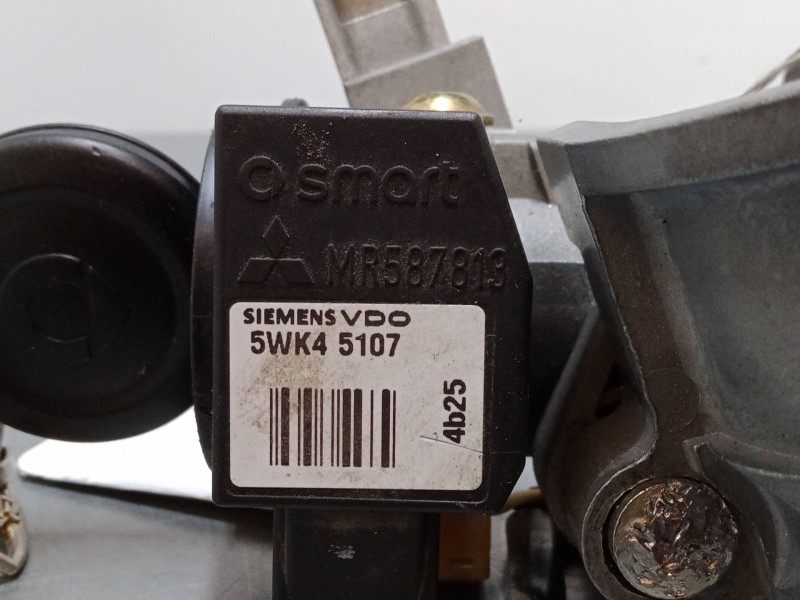 smart
MR587813
SIEMENS VDO
5WK4 5107
4b25